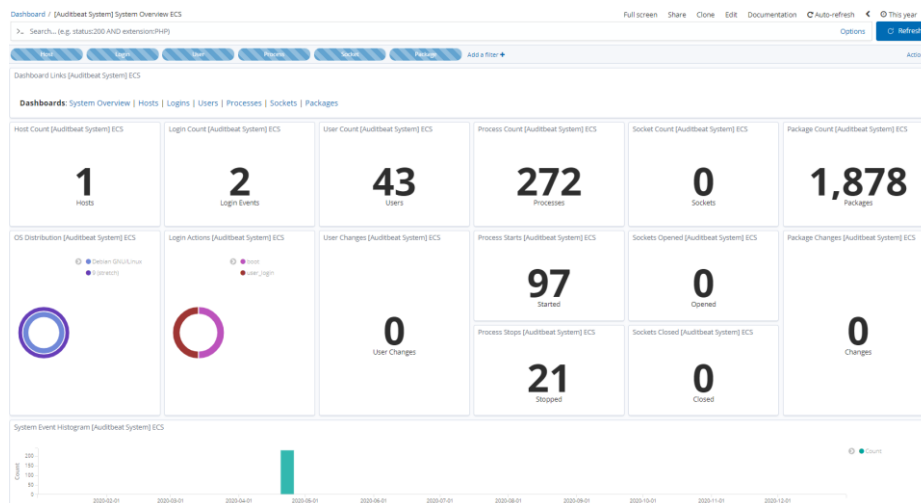 Dashboard / [Auditbeat System] System Overview ECS
Full screen Share Clone Edit Documentation Auto-refresh This year
>_ Search... (e.g. status:200 AND extension:PHP)
Options Refresh
Host Login User Process Socket Package Add a filter + Actio
Dashboard Links [Auditbeat System] ECS
Dashboards: System Overview | Hosts | Logins | Users | Processes | Sockets | Packages
Host Count [Auditbeat System] ECS
1
Hosts
Login Count [Auditbeat System] ECS
2
Login Events
User Count [Auditbeat System] ECS
43
Users
Process Count [Auditbeat System] ECS
272
Processes
Socket Count [Auditbeat System] ECS
0
Sockets
Package Count [Auditbeat System] ECS
1,878
Packages
OS Distribution [Auditbeat System] ECS
Debian GNU/Linux
9 (stretch)
Login Actions [Auditbeat System] ECS
boot
user_login
User Changes [Auditbeat System] ECS
0
User Changes
Process Starts [Auditbeat System] ECS
97
Started
Process Stops [Auditbeat System] ECS
21
Stopped
Sockets Opened [Auditbeat System] ECS
0
Opened
Sockets Closed [Auditbeat System] ECS
0
Closed
Package Changes [Auditbeat System] ECS
0
Changes
System Event Histogram [Auditbeat System] ECS
Count
200
150
100
50
0
2020-02-01 2020-03-01 2020-04-01 2020-05-01 2020-06-01 2020-07-01 2020-08-01 2020-09-01 2020-10-01 2020-11-01 2020-12-01
Count